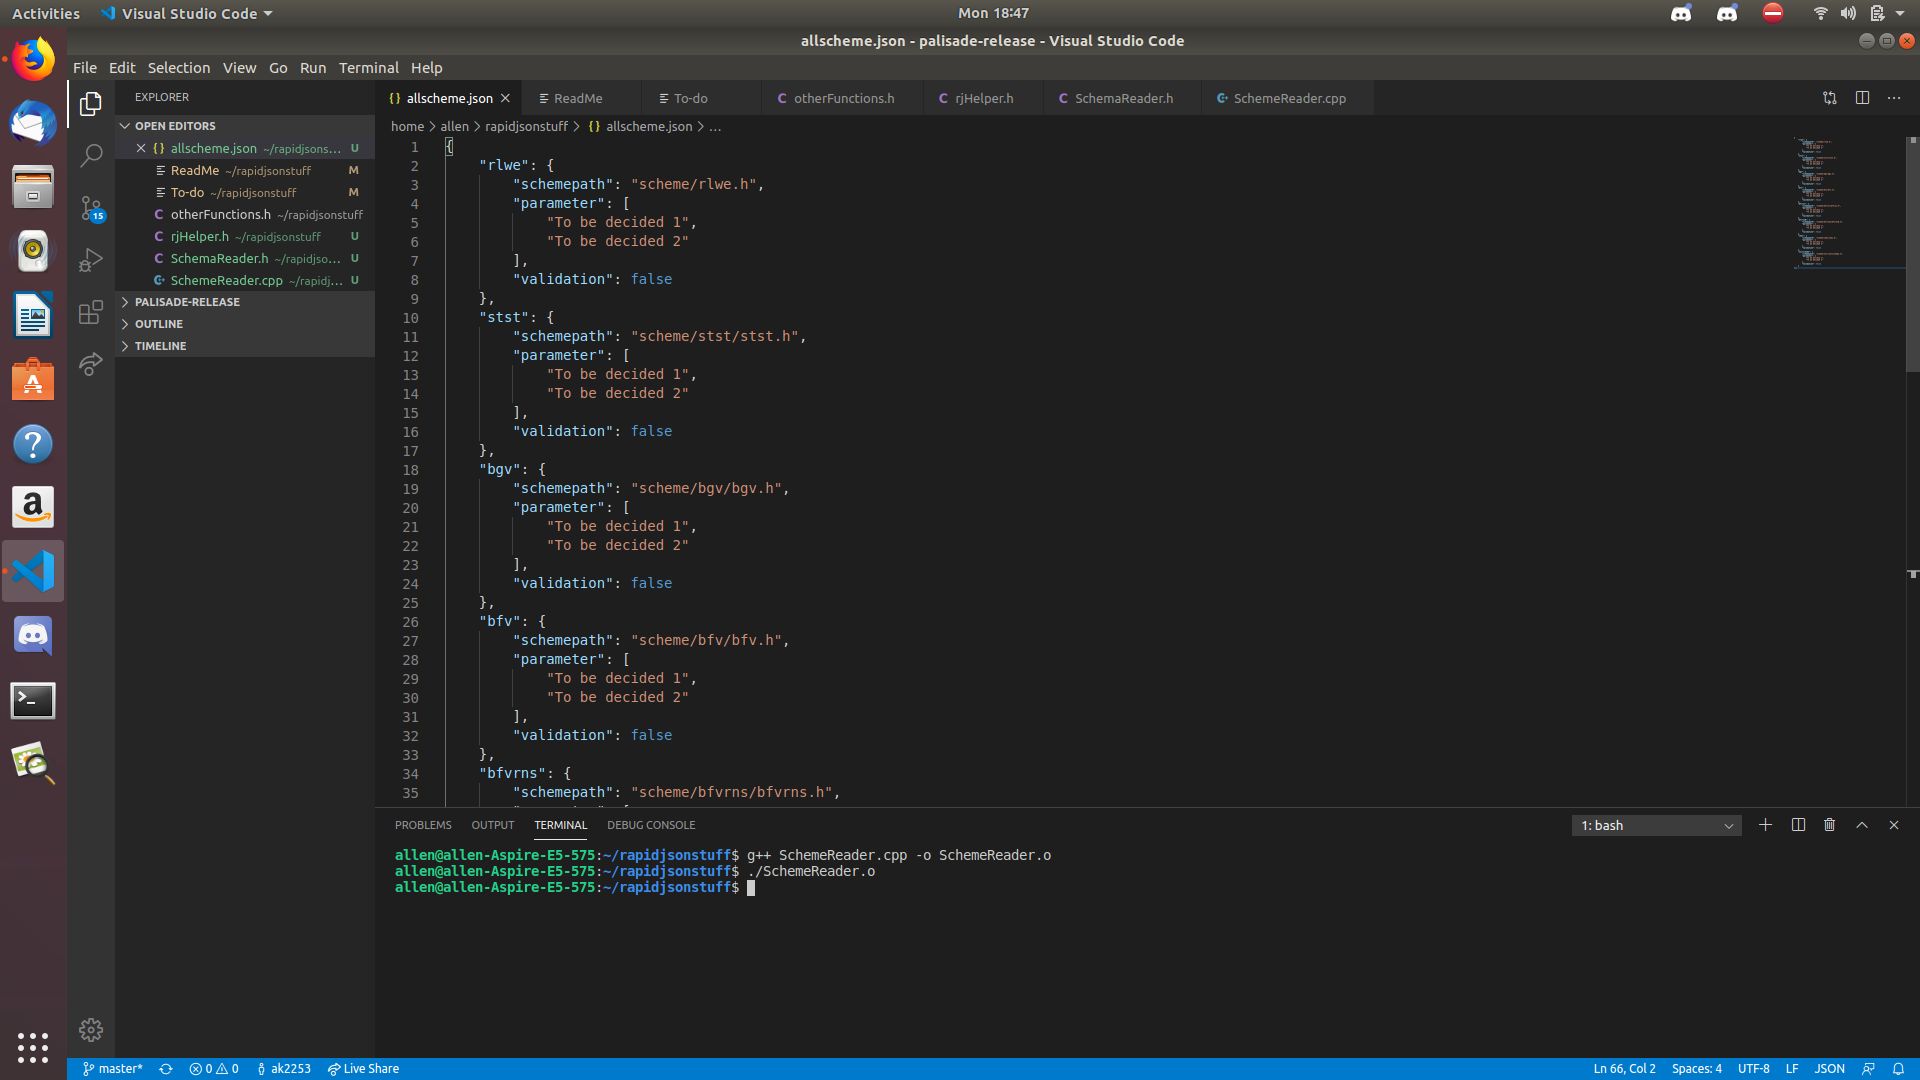 Activities
Visual Studio Code
Mon 18:47
allscheme.json - palisade-release - Visual Studio Code
File Edit Selection View Go Run Terminal Help
EXPLORER
OPEN EDITORS
allscheme.json ~/rapidjsons... U
ReadMe ~/rapidjsonstuff M
To-do ~/rapidjsonstuff M
otherFunctions.h ~/rapidjsonstuff
rjHelper.h ~/rapidjsonstuff U
SchemaReader.h ~/rapidjso... U
SchemeReader.cpp ~/rapidj... U
PALISADE-RELEASE
OUTLINE
TIMELINE
15
{} allscheme.json ReadMe To-do C otherFunctions.h C rjHelper.h C SchemaReader.h SchemeReader.cpp
home > allen > rapidjsonstuff > {} allscheme.json > ...
1 {
2 "rlwe": {
3 "schemepath": "scheme/rlwe.h",
4 "parameter": [
5 "To be decided 1",
6 "To be decided 2"
7 ],
8 "validation": false
9 },
10 "stst": {
11 "schemepath": "scheme/stst/stst.h",
12 "parameter": [
13 "To be decided 1",
14 "To be decided 2"
15 ],
16 "validation": false
17 },
18 "bgv": {
19 "schemepath": "scheme/bgv/bgv.h",
20 "parameter": [
21 "To be decided 1",
22 "To be decided 2"
23 ],
24 "validation": false
25 },
26 "bfv": {
27 "schemepath": "scheme/bfv/bfv.h",
28 "parameter": [
29 "To be decided 1",
30 "To be decided 2"
31 ],
32 "validation": false
33 },
34 "bfvrns": {
35 "schemepath": "scheme/bfvrns/bfvrns.h",
PROBLEMS OUTPUT TERMINAL DEBUG CONSOLE
1: bash
allen@allen-Aspire-E5-575:~/rapidjsonstuff$ g++ SchemeReader.cpp -o SchemeReader.o
allen@allen-Aspire-E5-575:~/rapidjsonstuff$ ./SchemeReader.o
allen@allen-Aspire-E5-575:~/rapidjsonstuff$
master* 0 0 ak2253 Live Share
Ln 66, Col 2 Spaces: 4 UTF-8 LF JSON